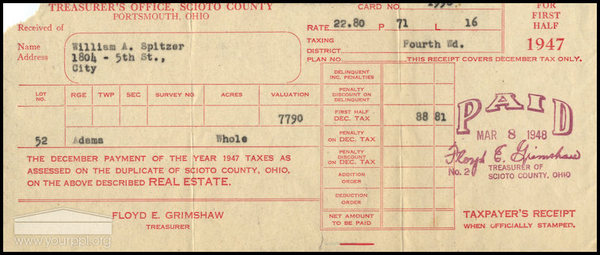 TREASURER'S OFFICE, SCIOTO COUNTY
PORTSMOUTH, OHIO
CARD NO.
Received of
RATE 22.80 P 71 L 16
FOR
FIRST
HALF
1947
Name William A. Spitzer
Address 1804 - 5th St.,
City
TAXING
DISTRICT Fourth Wd.
PLAN NO.
THIS RECEIPT COVERS DECEMBER TAX ONLY.
LOT NO. RGE TWP SEC SURVEY NO. ACRES VALUATION
7790
52 Adams Whole
DELINQUENT INC. PENALTIES
PENALTY DISCOUNT ON DELINQUENT
FIRST HALF DEC. TAX 88 81
PENALTY ON DEC. TAX
PENALTY DISCOUNT ON DEC. TAX
ADDITION ORDER
DEDUCTION ORDER
NET AMOUNT TO BE PAID
THE DECEMBER PAYMENT OF THE YEAR 1947 TAXES AS
ASSESSED ON THE DUPLICATE OF SCIOTO COUNTY, OHIO,
ON THE ABOVE DESCRIBED REAL ESTATE.
FLOYD E. GRIMSHAW
TREASURER
PAID
MAR 8 1948
Floyd E. Grimshaw
No. 2 TREASURER OF
SCIOTO COUNTY, OHIO
TAXPAYER'S RECEIPT
WHEN OFFICIALLY STAMPED.
www.yourppl.org